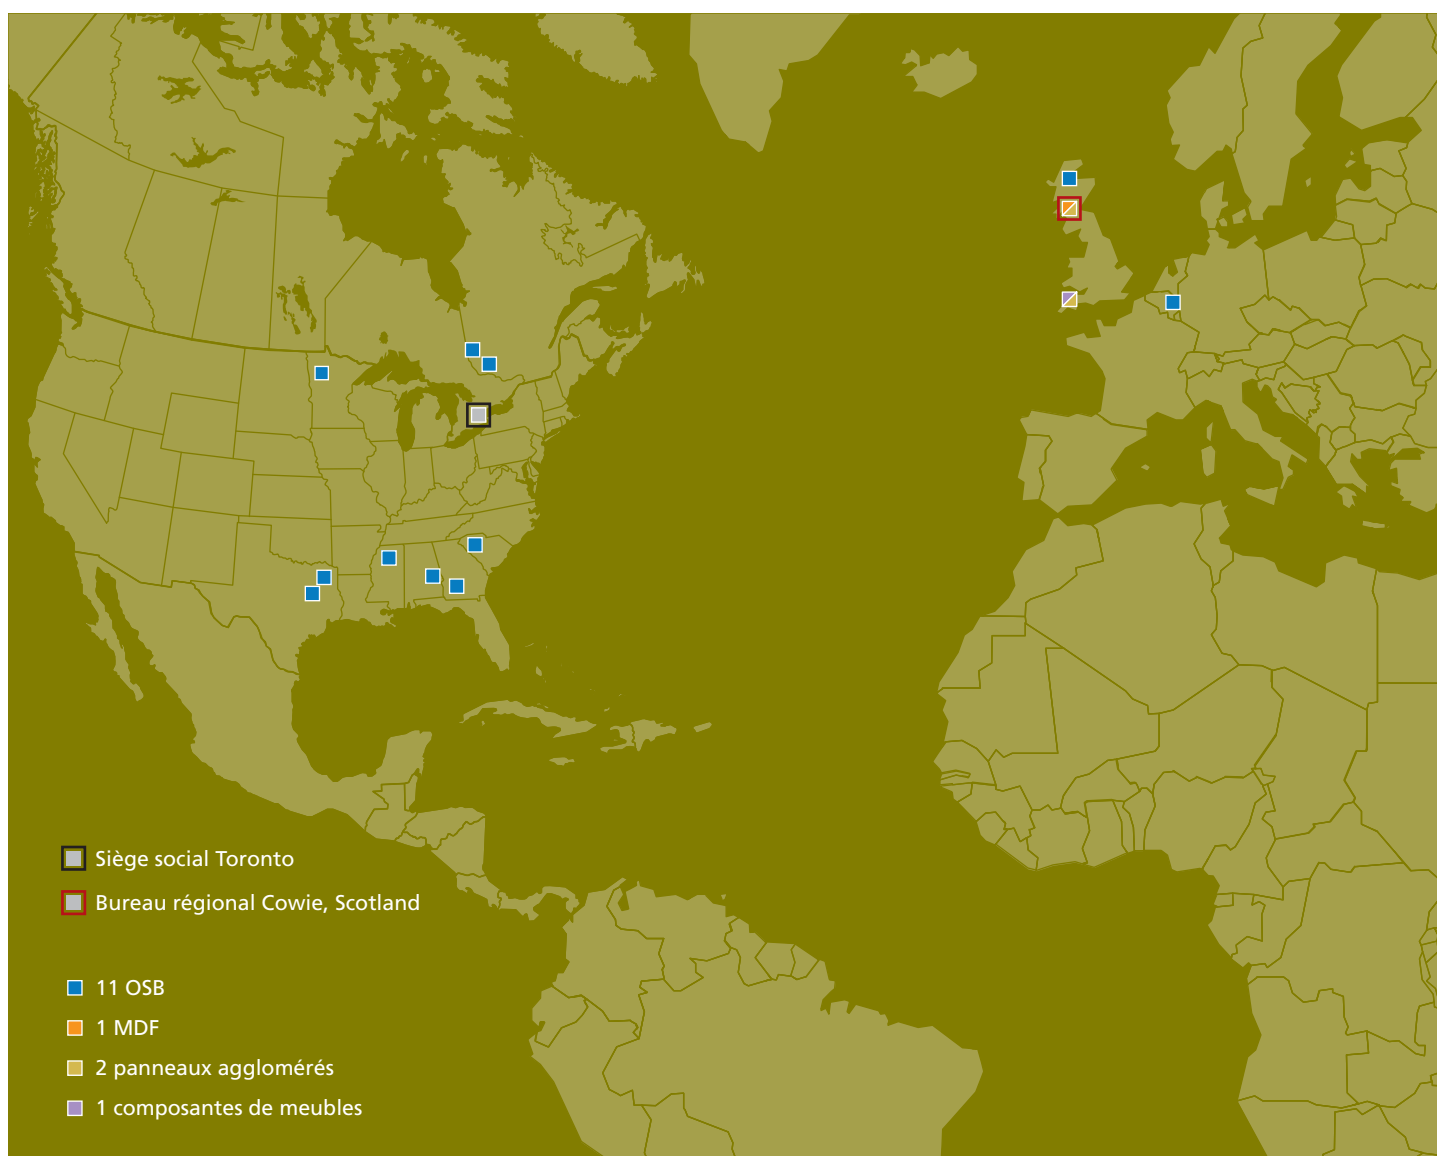 Siège social Toronto
Bureau régional Cowie, Scotland
11 OSB
1 MDF
2 panneaux agglomérés
1 composantes de meubles